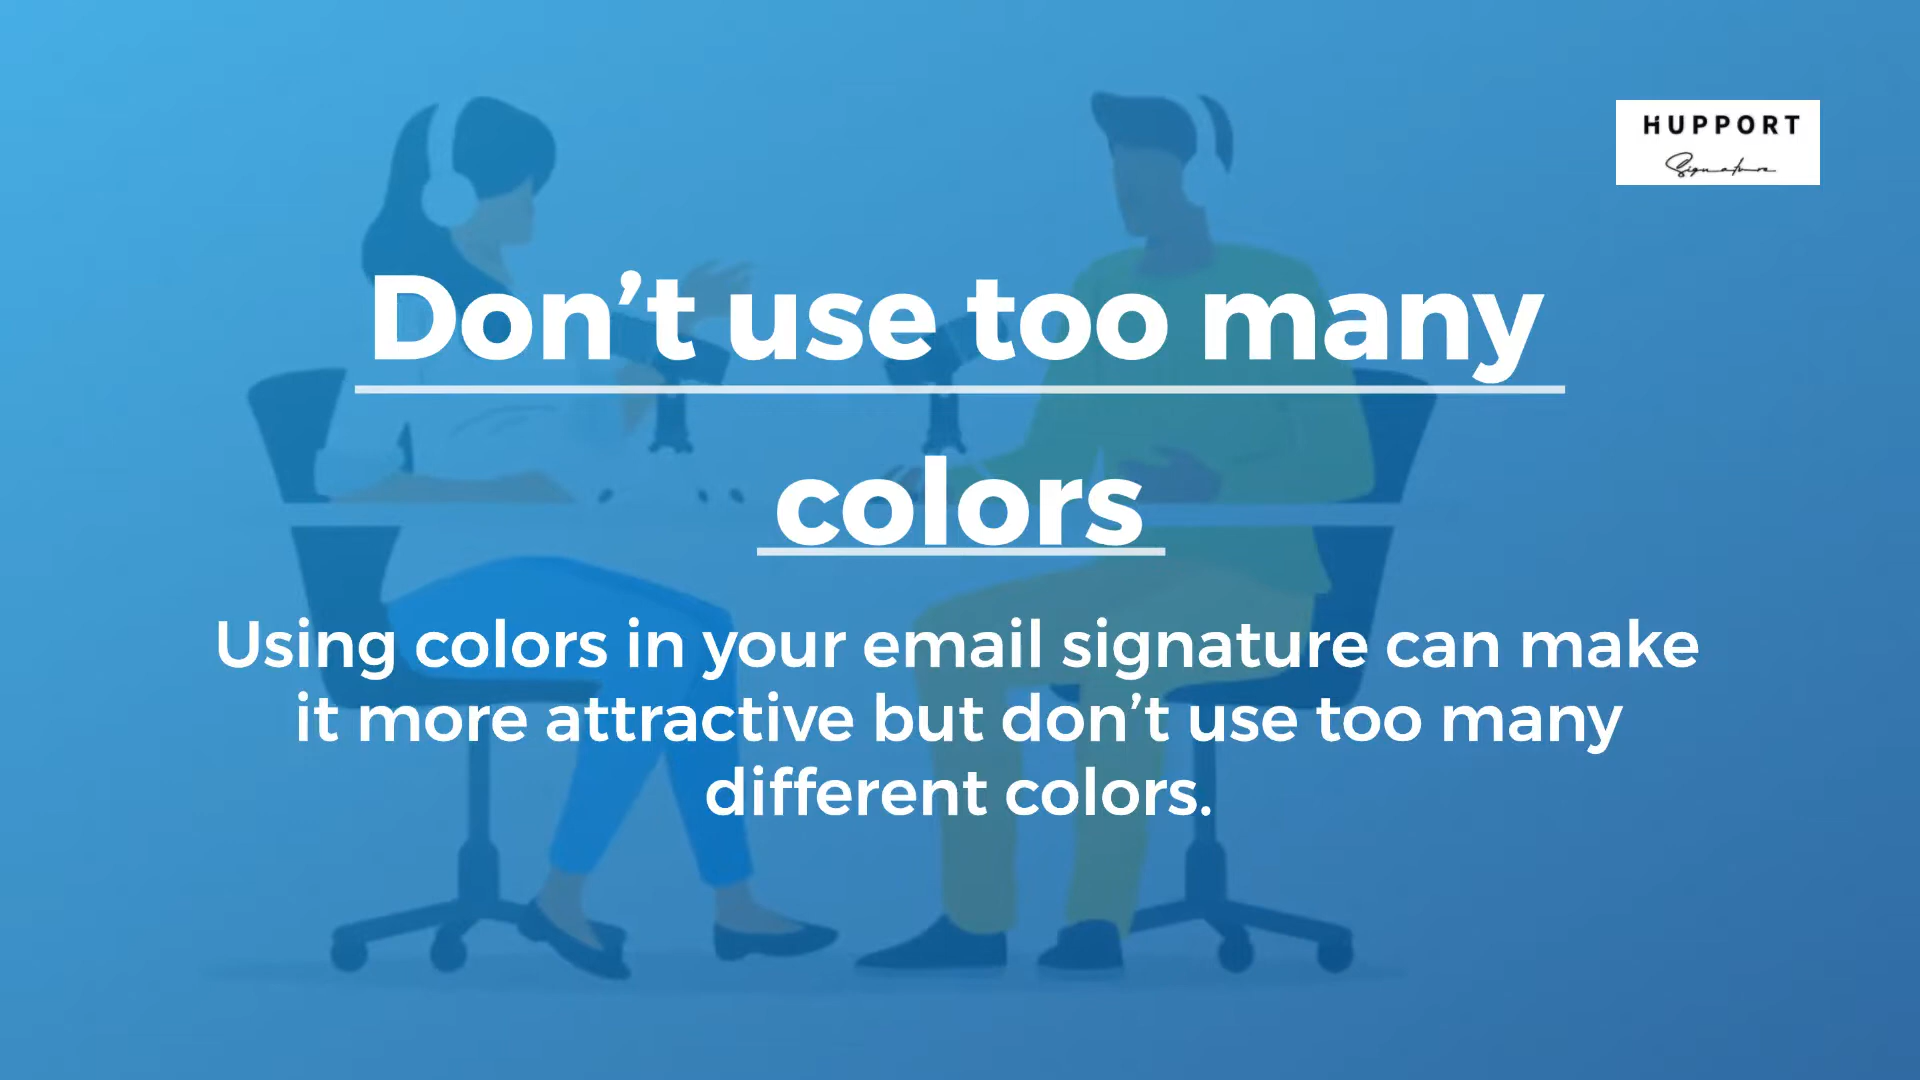 HUPPORT
Signature
Don’t use too many
colors
Using colors in your email signature can make
it more attractive but don’t use too many
different colors.